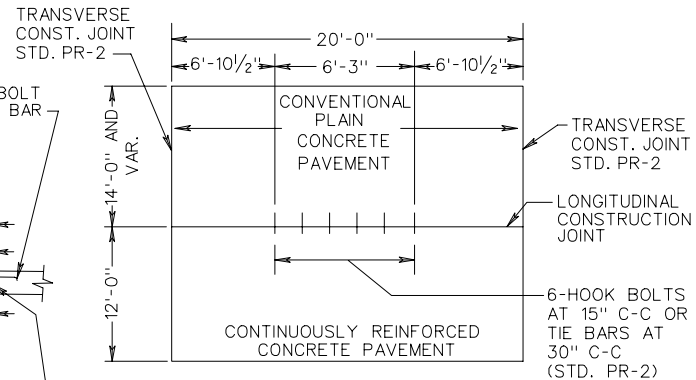 TRANSVERSE
CONST. JOINT
STD. PR-2
20'-0"
6'-10½"
6'-3"
6'-10½"
BOLT
BAR
14'-0" AND
VAR.
CONVENTIONAL
PLAIN
CONCRETE
PAVEMENT
TRANSVERSE
CONST. JOINT
STD. PR-2
LONGITUDINAL
CONSTRUCTION
JOINT
12'-0"
6-HOOK BOLTS
AT 15" C-C OR
TIE BARS AT
30" C-C
(STD. PR-2)
CONTINUOUSLY REINFORCED
CONCRETE PAVEMENT